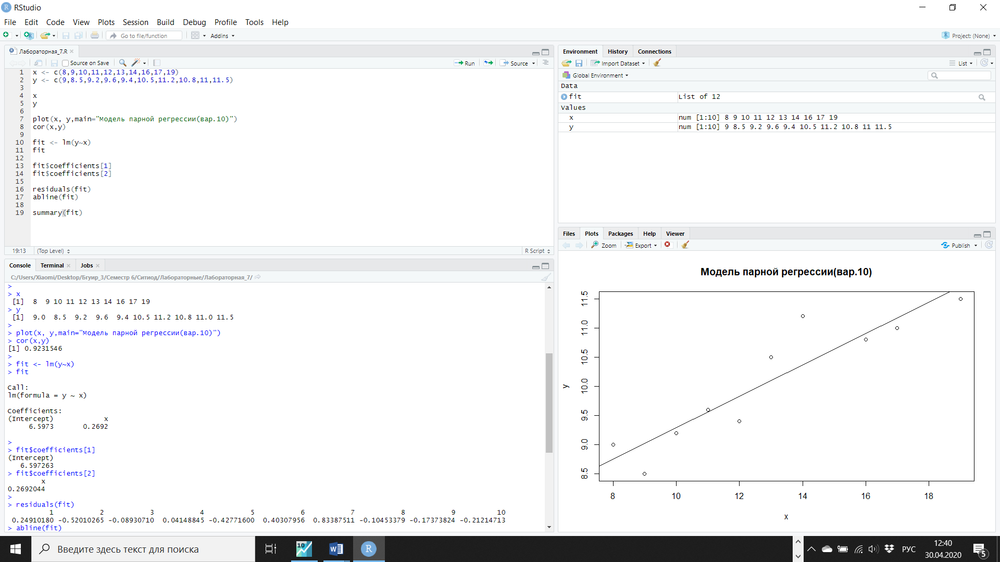 RStudio
File Edit Code View Plots Session Build Debug Profile Tools Help
Go to file/function Addins Project: (None)
Лабораторная_7.R
Source on Save Run Source
1 x <- c(8,9,10,11,12,13,14,16,17,19)
2 y <- c(9,8.5,9.2,9.6,9.4,10.5,11.2,10.8,11,11.5)
3
4 x
5 y
6
7 plot(x, y,main="Модель парной регрессии(вар.10)")
8 cor(x,y)
9
10 fit <- lm(y~x)
11 fit
12
13 fit$coefficients[1]
14 fit$coefficients[2]
15
16 residuals(fit)
17 abline(fit)
18
19 summary(fit)
19:13 (Top Level) R Script
Console Terminal Jobs
C:/Users/Xiaomi/Desktop/Бгуир_3/Семестр 6/Ситиод/Лабораторные/Лабораторная_7/
>
> x
[1] 8 9 10 11 12 13 14 16 17 19
> y
[1] 9.0 8.5 9.2 9.6 9.4 10.5 11.2 10.8 11.0 11.5
>
> plot(x, y,main="Модель парной регрессии(вар.10)")
> cor(x,y)
[1] 0.9231546
>
> fit <- lm(y~x)
> fit
Call:
lm(formula = y ~ x)
Coefficients:
(Intercept) x
6.5973 0.2692
>
> fit$coefficients[1]
(Intercept)
6.597263
> fit$coefficients[2]
x
0.2692044
>
> residuals(fit)
1 2 3 4 5 6 7 8 9 10
0.24910180 -0.52010265 -0.08930710 0.04148845 -0.42771600 0.40307956 0.83387511 -0.10453379 -0.17373824 -0.21214713
> abline(fit)
Environment History Connections
Import Dataset List
Global Environment
Data
fit List of 12
Values
x num [1:10] 8 9 10 11 12 13 14 16 17 19
y num [1:10] 9 8.5 9.2 9.6 9.4 10.5 11.2 10.8 11 11.5
Files Plots Packages Help Viewer
Zoom Export Publish
Модель парной регрессии(вар.10)
11.5
11.0
10.5
10.0
9.5
9.0
8.5
y
8 10 12 14 16 18
x
Введите здесь текст для поиска
10
РУС
12:40
30.04.2020
5